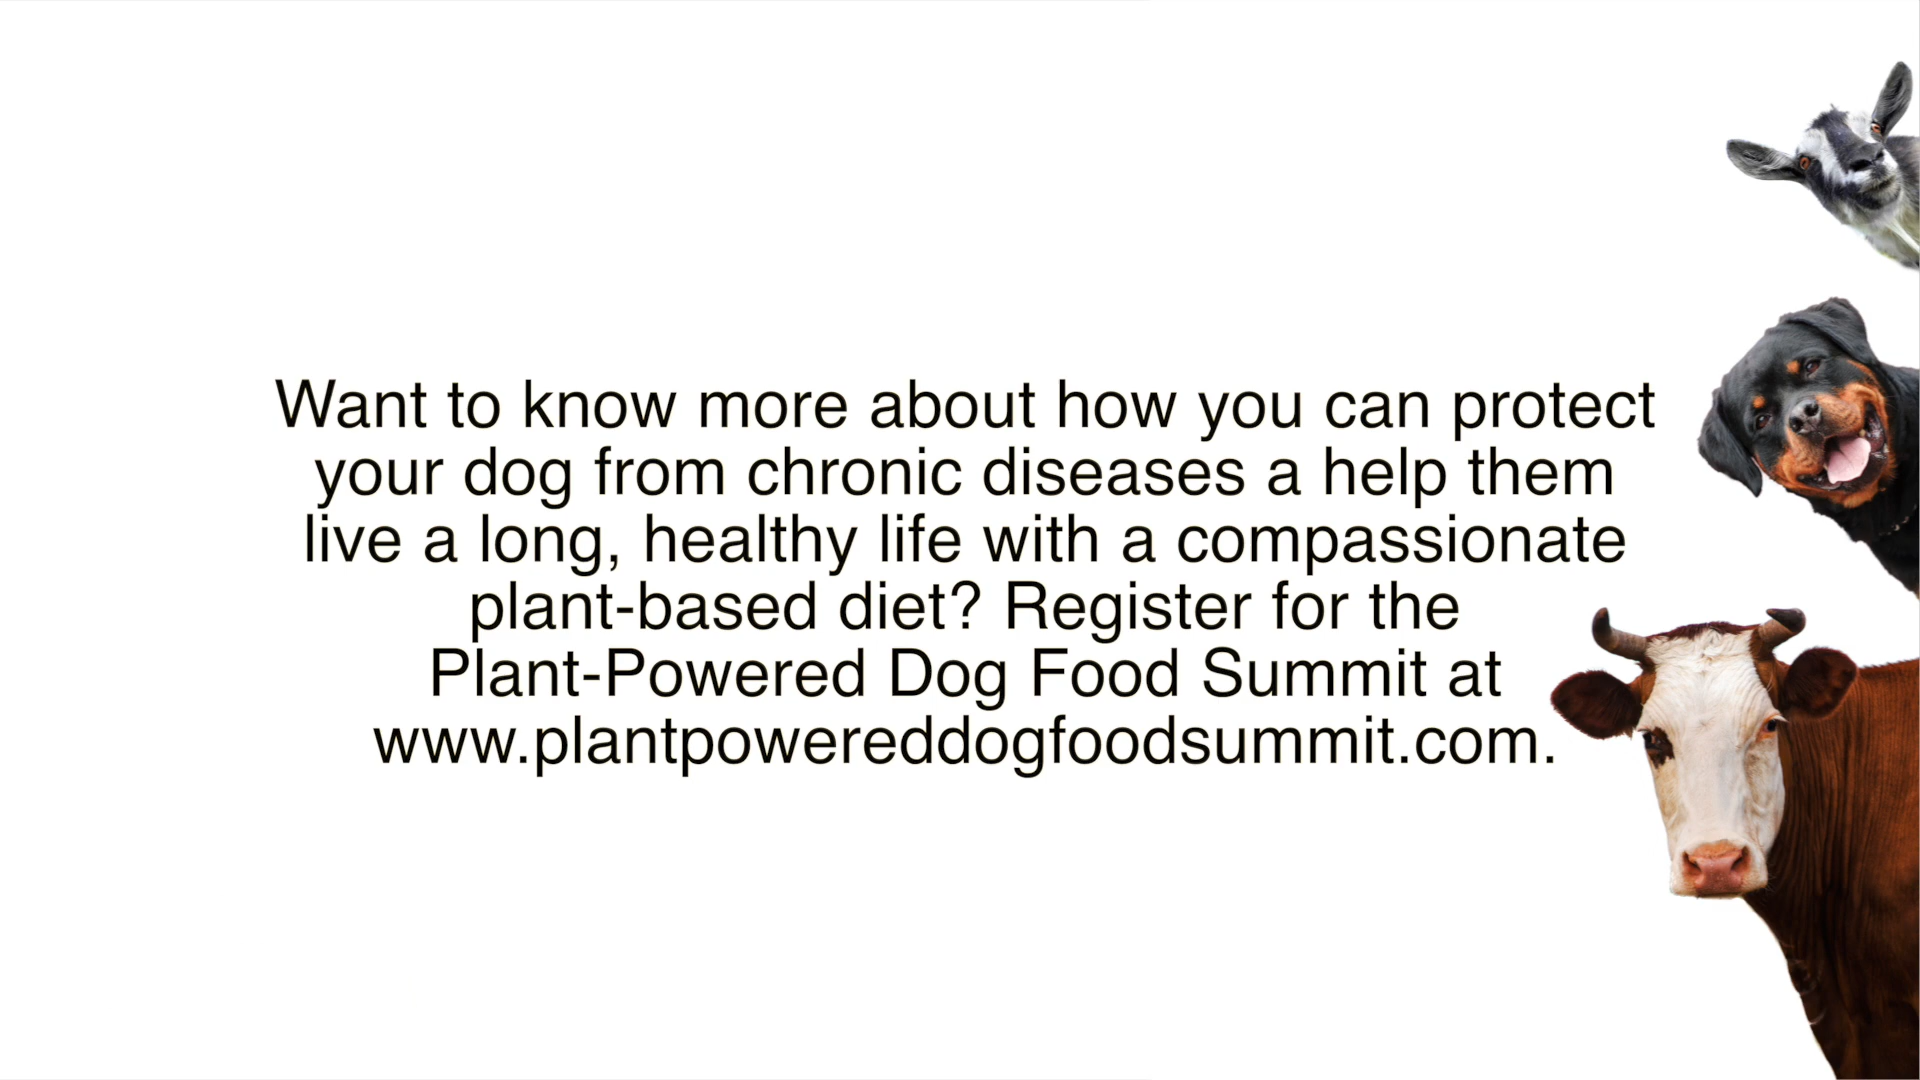 Want to know more about how you can protect
your dog from chronic diseases a help them
live a long, healthy life with a compassionate
plant-based diet? Register for the
Plant-Powered Dog Food Summit at
www.plantpowereddogfoodsummit.com.